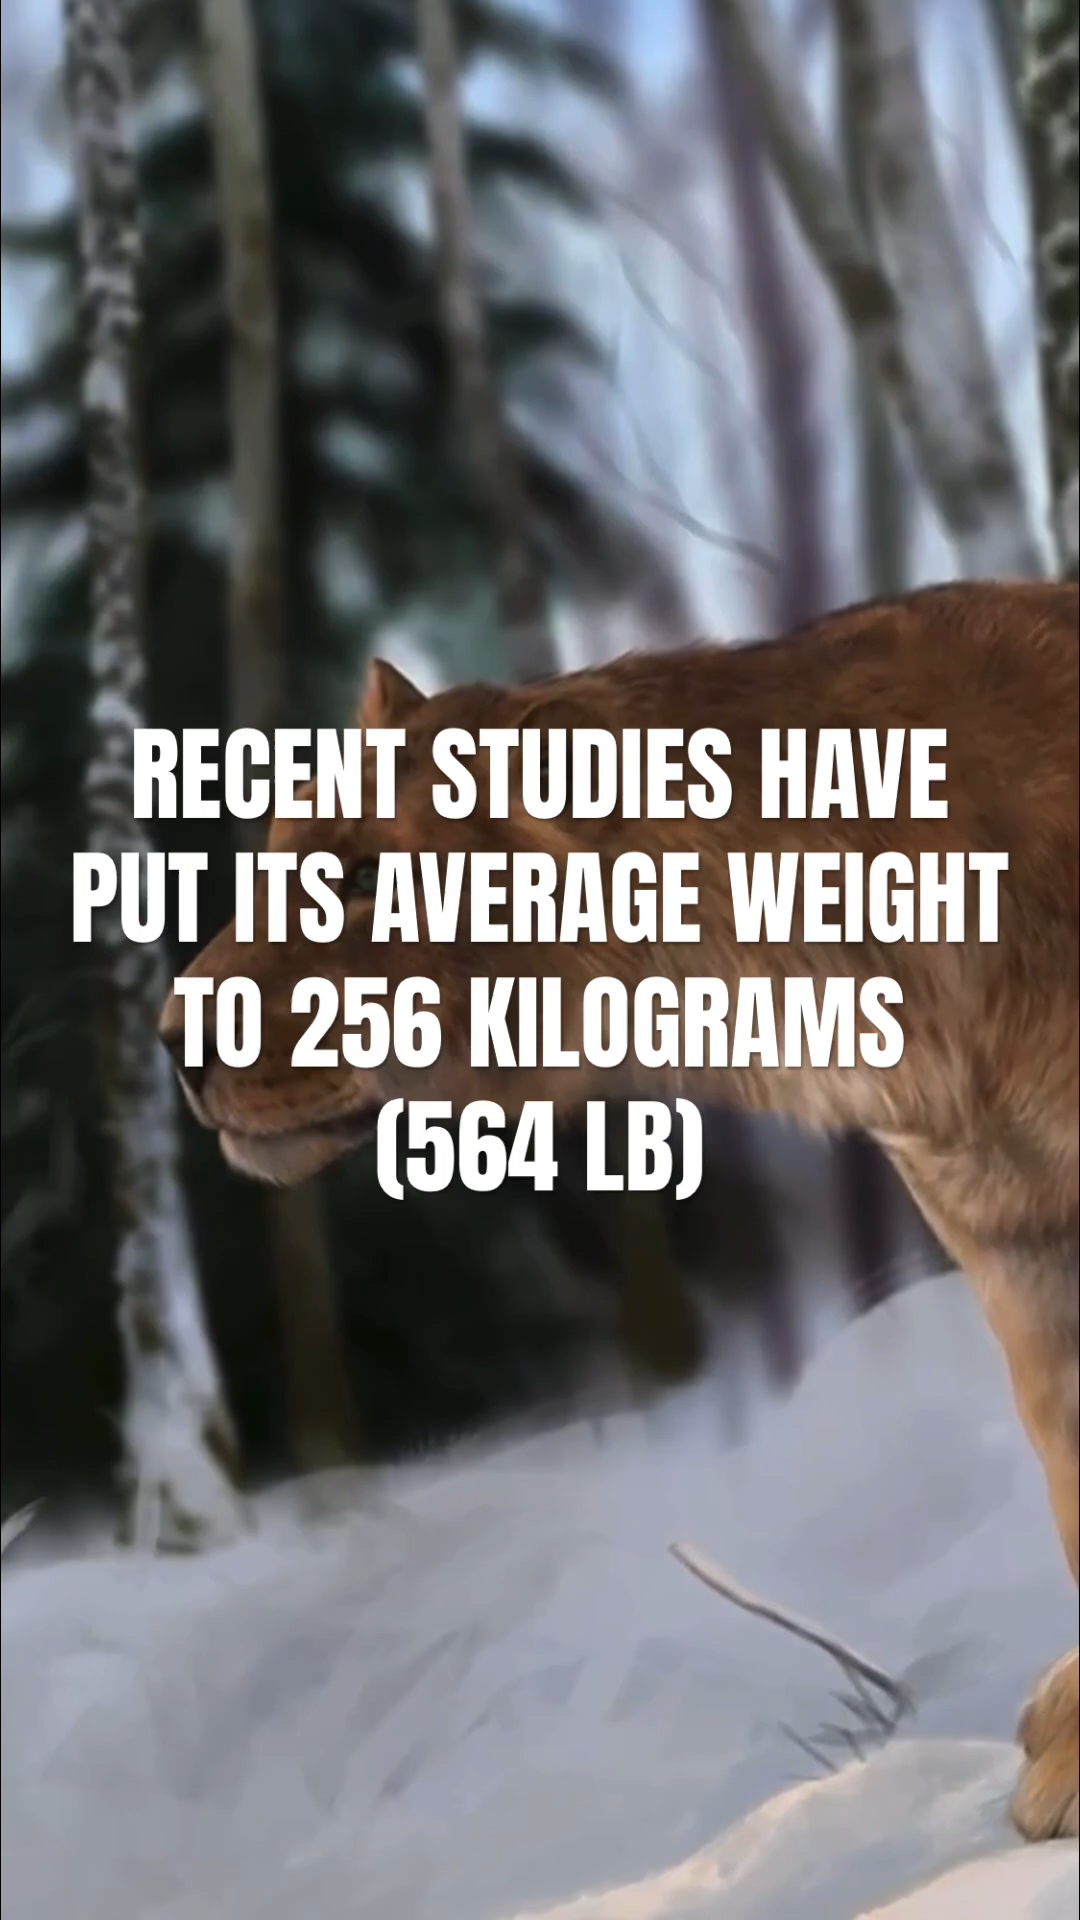 RECENT STUDIES HAVE
PUT ITS AVERAGE WEIGHT
TO 256 KILOGRAMS
(564 LB)